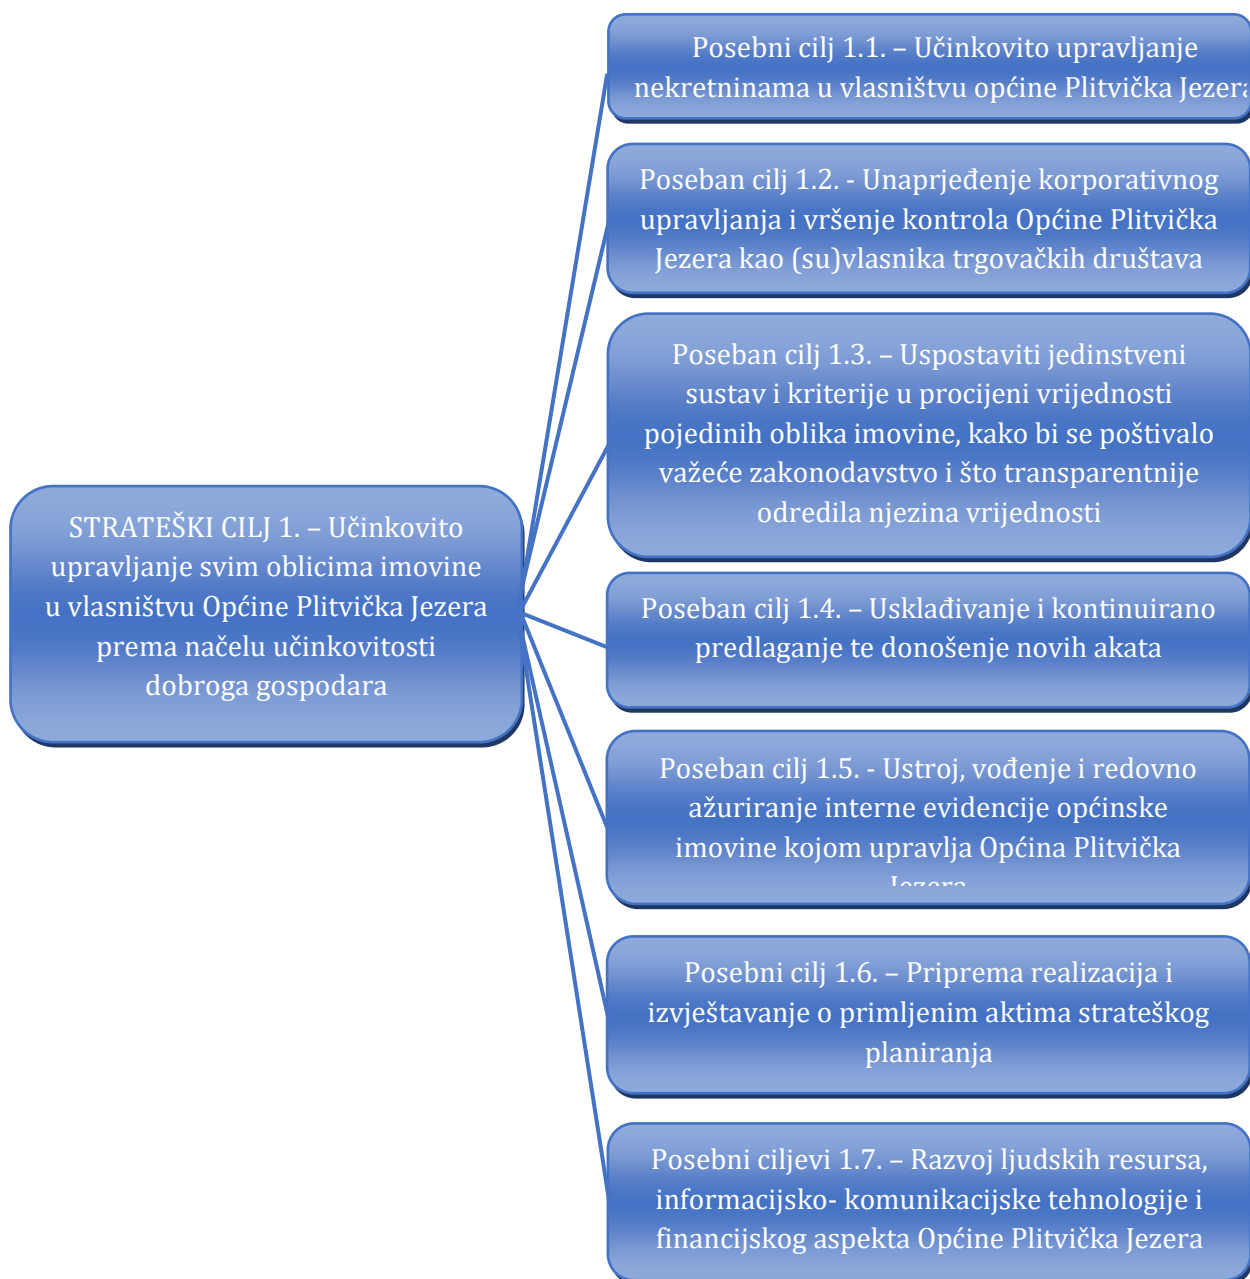 STRATEŠKI CILJ 1. – Učinkovito
upravljanje svim oblicima imovine
u vlasništvu Općine Plitvička Jezera
prema načelu učinkovitosti
dobroga gospodara
Posebni cilj 1.1. – Učinkovito upravljanje
nekretninama u vlasništvu općine Plitvička Jezera
Poseban cilj 1.2. - Unaprjeđenje korporativnog
upravljanja i vršenje kontrola Općine Plitvička
Jezera kao (su)vlasnika trgovačkih društava
Poseban cilj 1.3. – Uspostaviti jedinstveni
sustav i kriterije u procijeni vrijednosti
pojedinih oblika imovine, kako bi se poštivalo
važeće zakonodavstvo i što transparentnije
odredila njezina vrijednosti
Poseban cilj 1.4. – Usklađivanje i kontinuirano
predlaganje te donošenje novih akata
Poseban cilj 1.5. - Ustroj, vođenje i redovno
ažuriranje interne evidencije općinske
imovine kojom upravlja Općina Plitvička
Jezera
Posebni cilj 1.6. – Priprema realizacija i
izvještavanje o primljenim aktima strateškog
planiranja
Posebni ciljevi 1.7. – Razvoj ljudskih resursa,
informacijsko- komunikacijske tehnologije i
financijskog aspekta Općine Plitvička Jezera